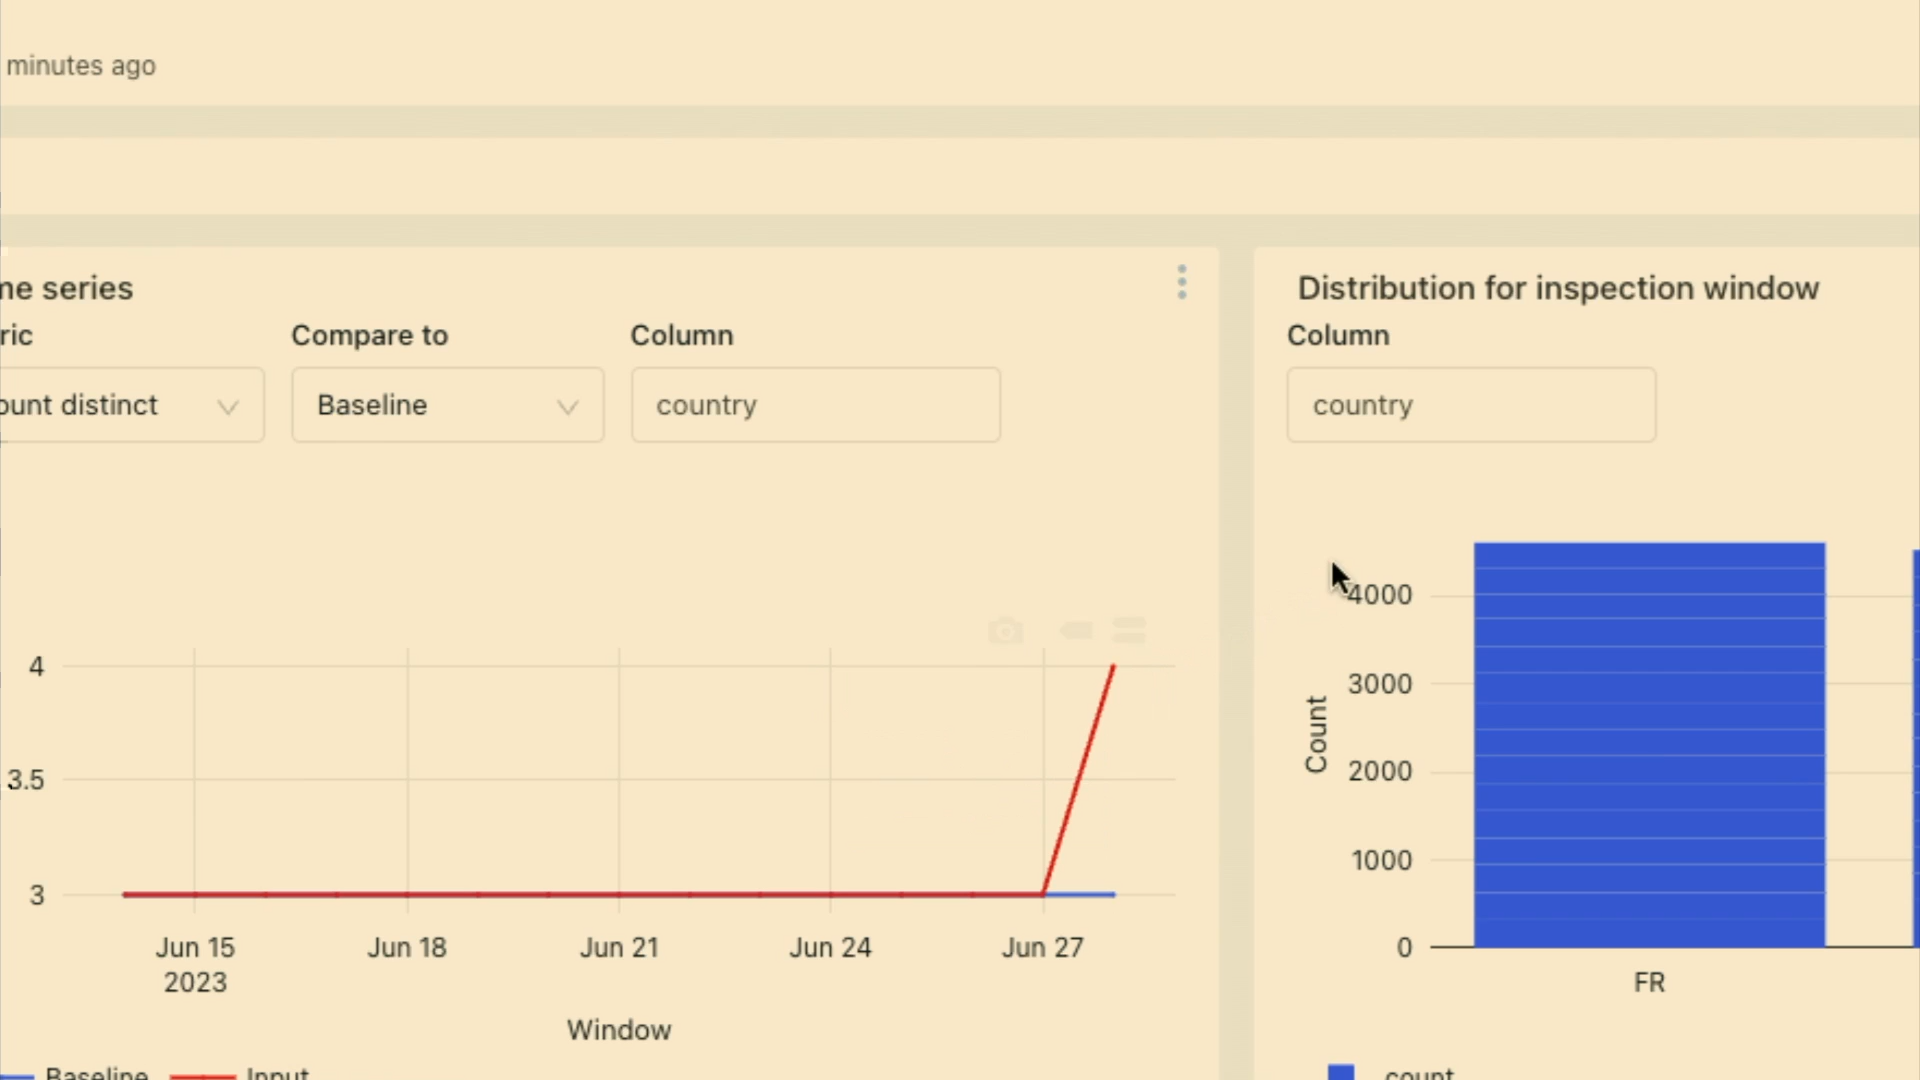 minutes ago
me series
Distribution for inspection window
ric
Compare to
Column
Column
ount distinct
Baseline
country
country
4
3.5
3
Jun 15
2023
Jun 18
Jun 21
Jun 24
Jun 27
Window
Baseline
Input
4000
3000
2000
1000
0
Count
FR
count